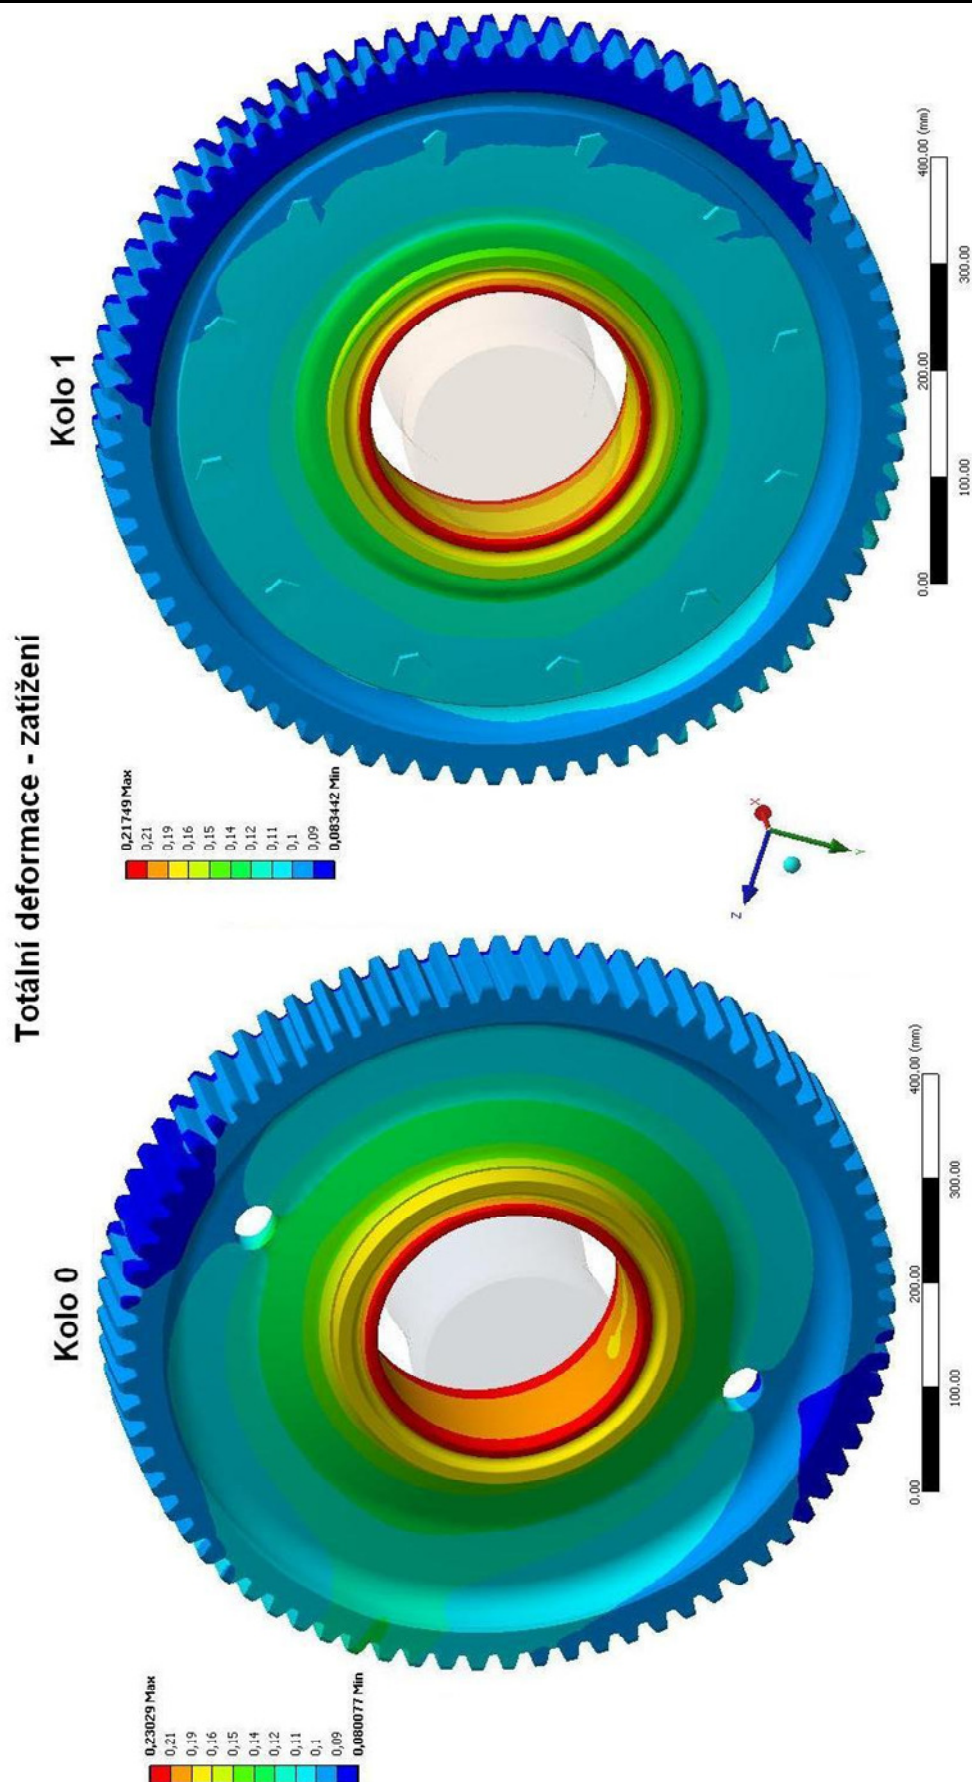 Totální deformace - zatížení
Kolo 0
0,23029 Max
0,21
0,19
0,16
0,15
0,14
0,12
0,11
0,1
0,09
0,080077 Min
0.00
100.00
200.00
300.00
400.00 (mm)
Kolo 1
0,21749 Max
0,21
0,19
0,16
0,15
0,14
0,12
0,11
0,1
0,09
0,083442 Min
0.00
100.00
200.00
300.00
400.00 (mm)
Z
X
Y